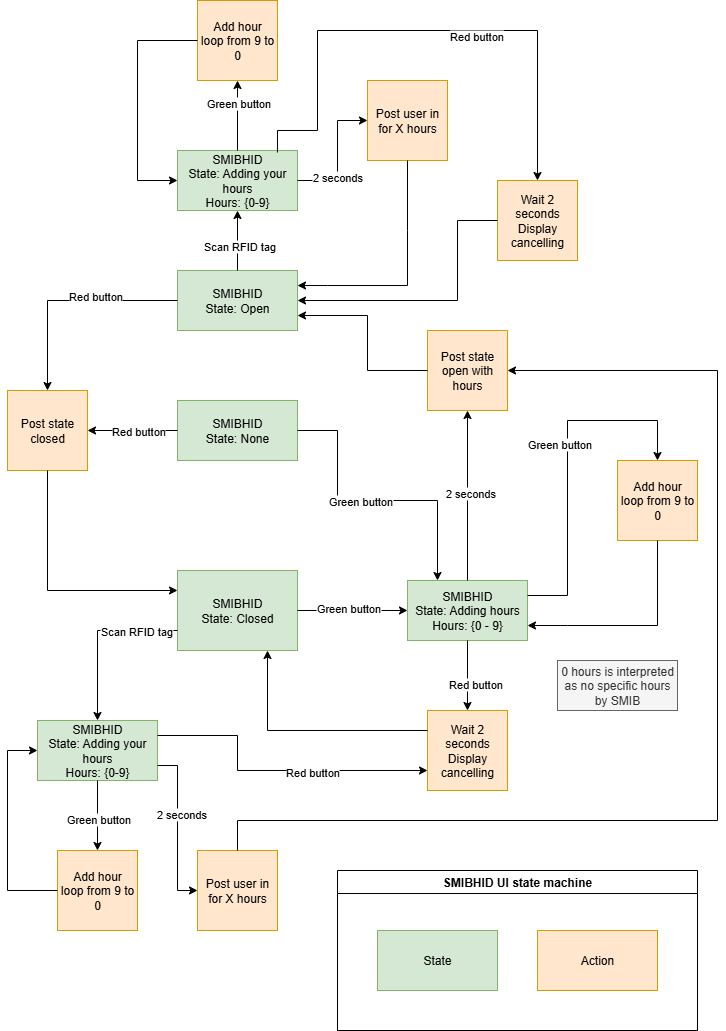 Add hour
loop from 9 to
0
Red button
Green button
Post user in
for X hours
SMIBHID
State: Adding your
hours
Hours: {0-9}
2 seconds
Wait 2
seconds
Display
cancelling
Scan RFID tag
SMIBHID
State: Open
Red button
Post state
open with
hours
Post state
closed
Red button
SMIBHID
State: None
Green button
Add hour
loop from 9 to
0
Green button
2 seconds
SMIBHID
State: Closed
Green button
SMIBHID
State: Adding hours
Hours: {0 - 9}
Scan RFID tag
0 hours is interpreted
as no specific hours
by SMIB
Red button
SMIBHID
State: Adding your
hours
Hours: {0-9}
Wait 2
seconds
Display
cancelling
Red button
Green button
2 seconds
Add hour
loop from 9 to
0
Post user in
for X hours
SMIBHID UI state machine
State
Action